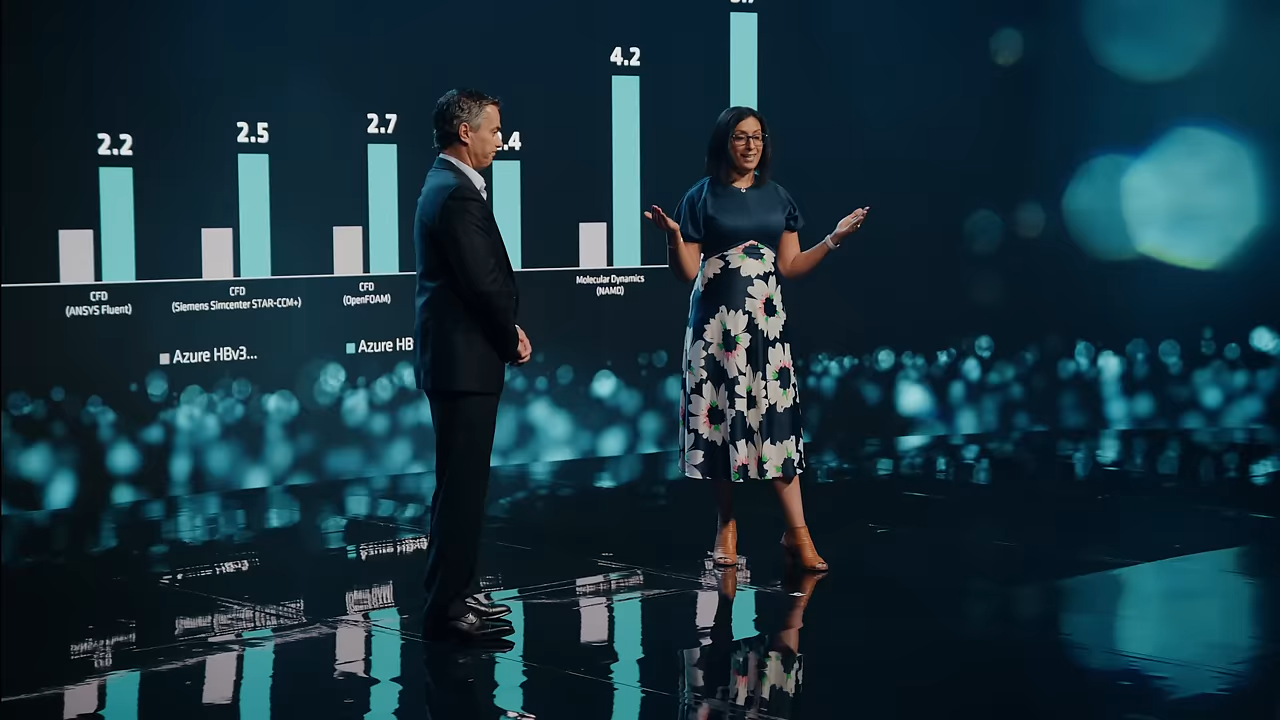 2.2
2.5
2.7
.4
4.2
CFD
(ANSYS Fluent)
CFD
(Siemens Simcenter STAR-CCM+)
CFD
(OpenFOAM)
Molecular Dynamics
(NAMD)
Azure HBv3...
Azure HB